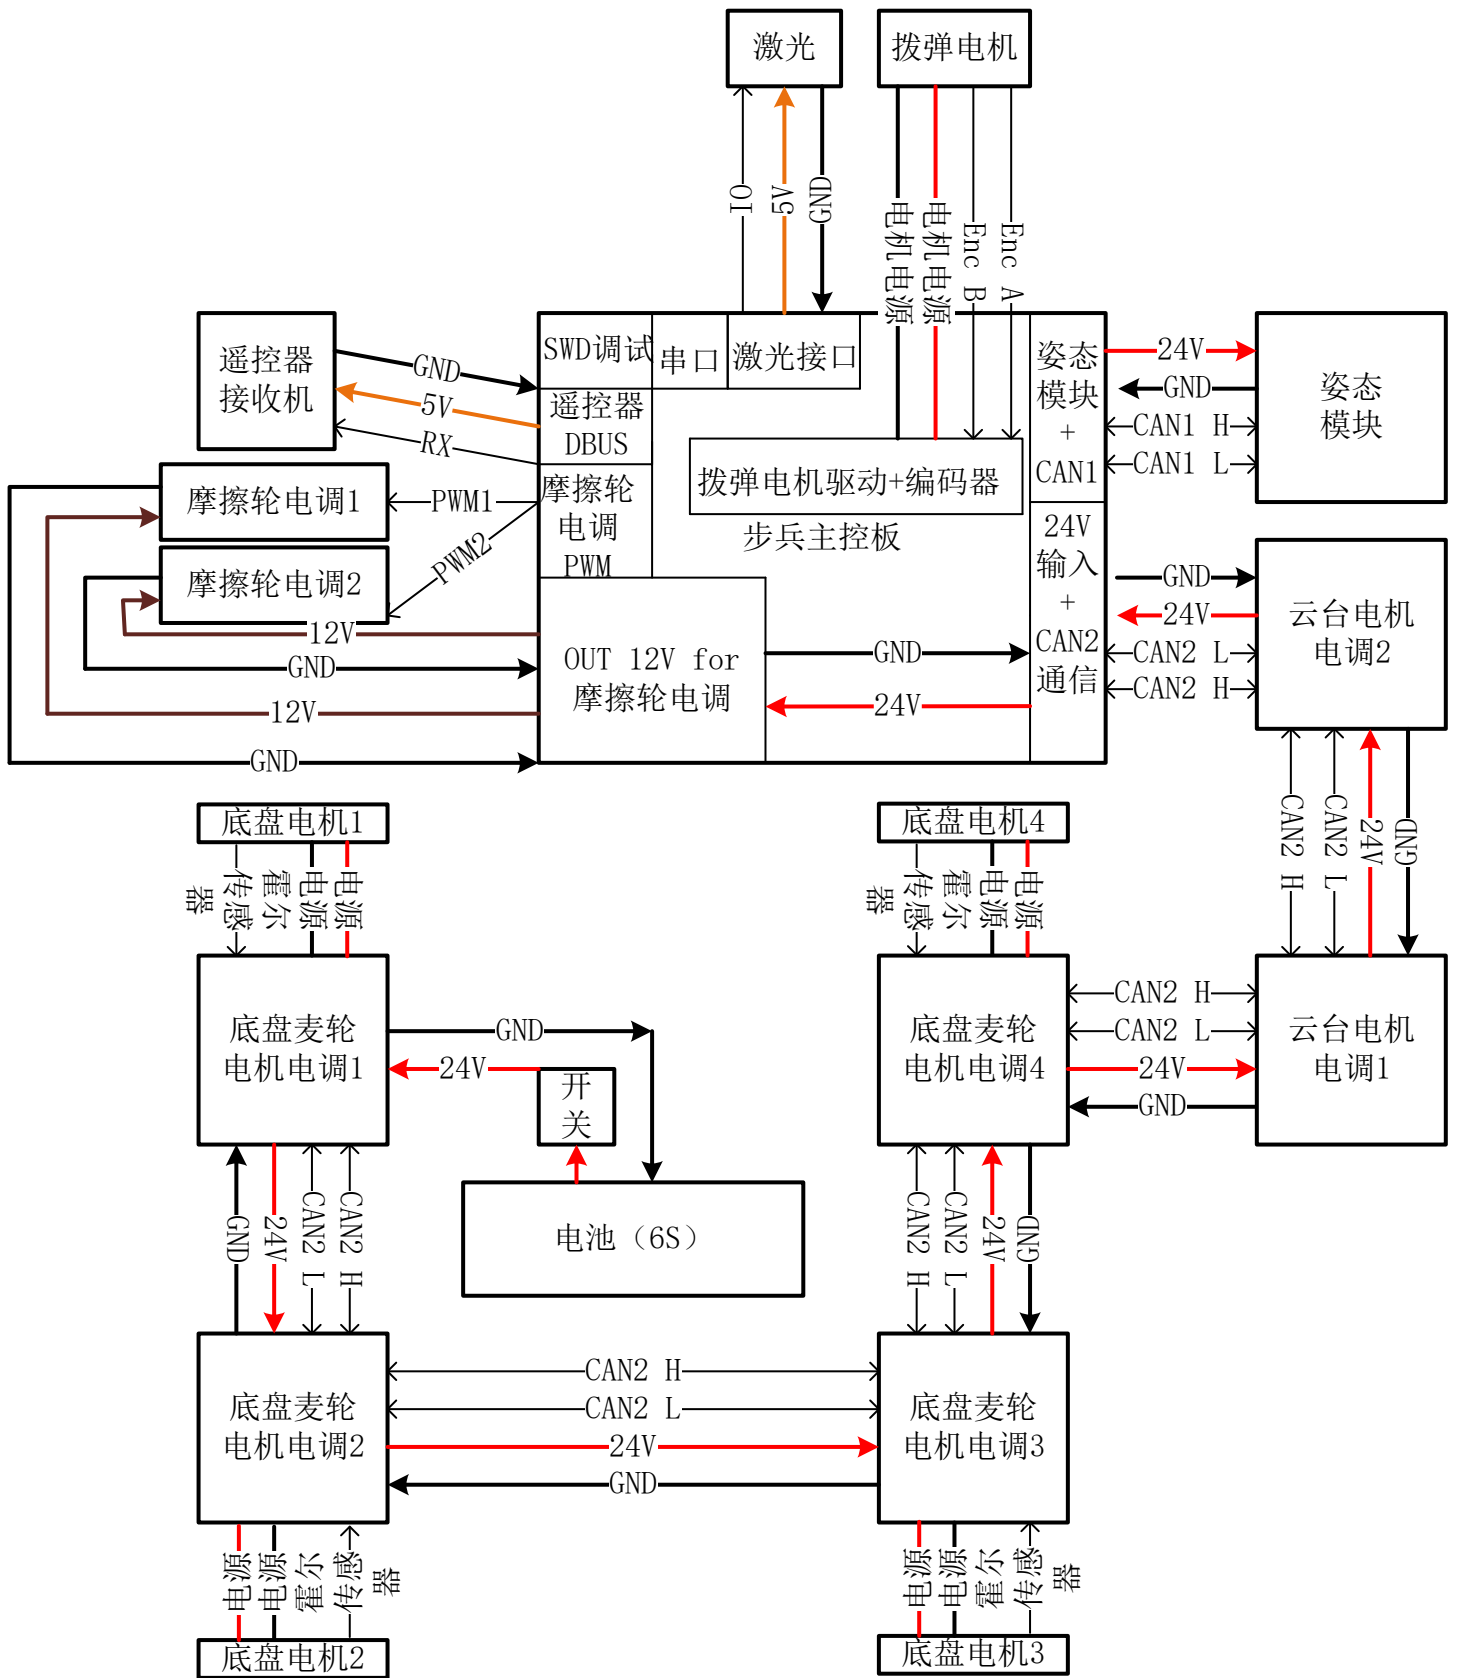 激光
拨弹电机
IO
5V
GND
电机电源
电机电源
Enc B
Enc A
遥控器
接收机
GND
5V
RX
SWD调试
串口
激光接口
遥控器
DBUS
摩擦轮
电调
PWM
拨弹电机驱动+编码器
步兵主控板
姿态
模块
+
CAN1
24V
GND
CAN1 H
CAN1 L
姿态
模块
摩擦轮电调1
PWM1
摩擦轮电调2
PWM2
12V
GND
12V
GND
OUT 12V for
摩擦轮电调
GND
24V
24V
输入
+
CAN2
通信
GND
24V
CAN2 L
CAN2 H
云台电机
电调2
CAN2 H
CAN2 L
24V
GND
底盘电机1
传感
器
霍尔
电源
电源
底盘电机4
传感
器
霍尔
电源
电源
底盘麦轮
电机电调1
GND
24V
开
关
电池（6S）
底盘麦轮
电机电调4
CAN2 H
CAN2 L
24V
GND
云台电机
电调1
GND
24V
CAN2 L
CAN2 H
CAN2 H
CAN2 L
24V
GND
底盘麦轮
电机电调2
CAN2 H
CAN2 L
24V
GND
底盘麦轮
电机电调3
电源
电源
霍尔
传感
器
底盘电机2
电源
电源
霍尔
传感
器
底盘电机3